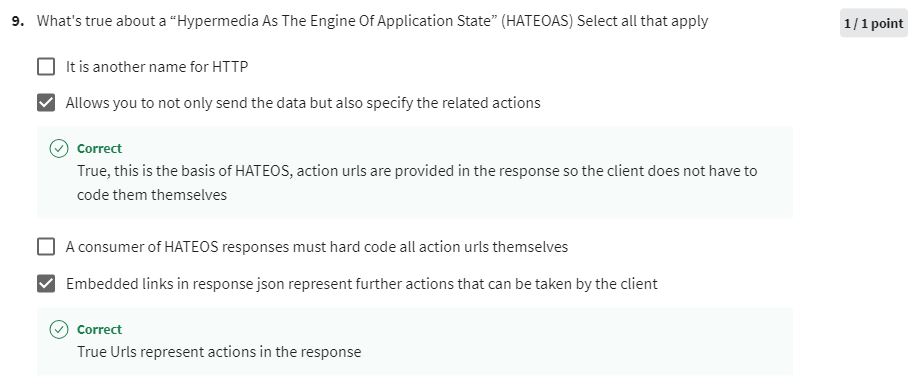 9. What's true about a “Hypermedia As The Engine Of Application State” (HATEOAS) Select all that apply
1 / 1 point
It is another name for HTTP
Allows you to not only send the data but also specify the related actions
Correct
True, this is the basis of HATEOS, action urls are provided in the response so the client does not have to
code them themselves
A consumer of HATEOS responses must hard code all action urls themselves
Embedded links in response json represent further actions that can be taken by the client
Correct
True Urls represent actions in the response